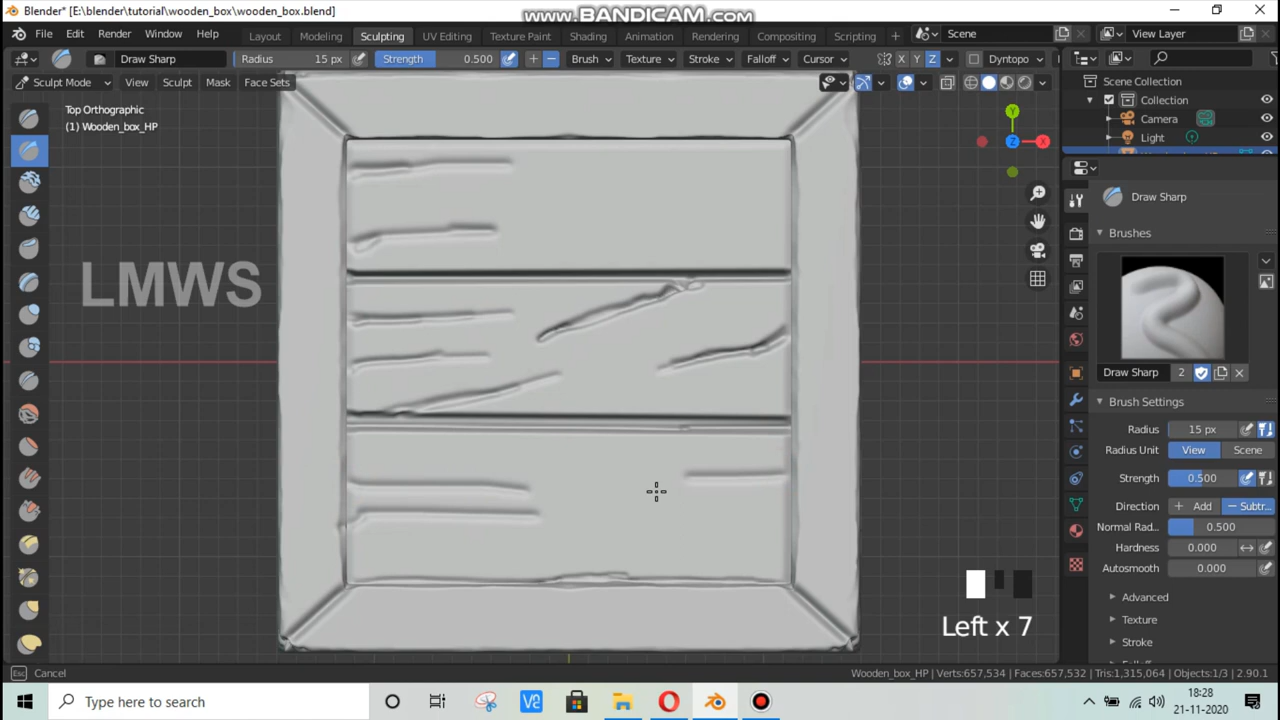 Blender* [E:\blender\tutorial\wooden_box\wooden_box.blend]
www.BANDICAM.com
File Edit Render Window Help Layout Modeling Sculpting UV Editing Texture Paint Shading Animation Rendering Compositing Scripting + Scene View Layer
Draw Sharp Radius 15 px Strength 0.500 Brush Texture Stroke Falloff Cursor X Y Z Dyntopo
Sculpt Mode View Sculpt Mask Face Sets
Scene Collection
Collection
Camera
Light
Top Orthographic
(1) Wooden_box_HP
Y
Z X
LMWS
Draw Sharp
Brushes
Draw Sharp 2
Brush Settings
Radius 15 px
Radius Unit View Scene
Strength 0.500
Direction + Add − Subtr...
Normal Rad... 0.500
Hardness 0.000
Autosmooth 0.000
Advanced
Texture
Stroke
Left x 7
Esc Cancel
Wooden_box_HP | Verts:657,534 | Faces:657,532 | Tris:1,315,064 | Objects:1/3 | 2.90.1
Type here to search
18:28
21-11-2020